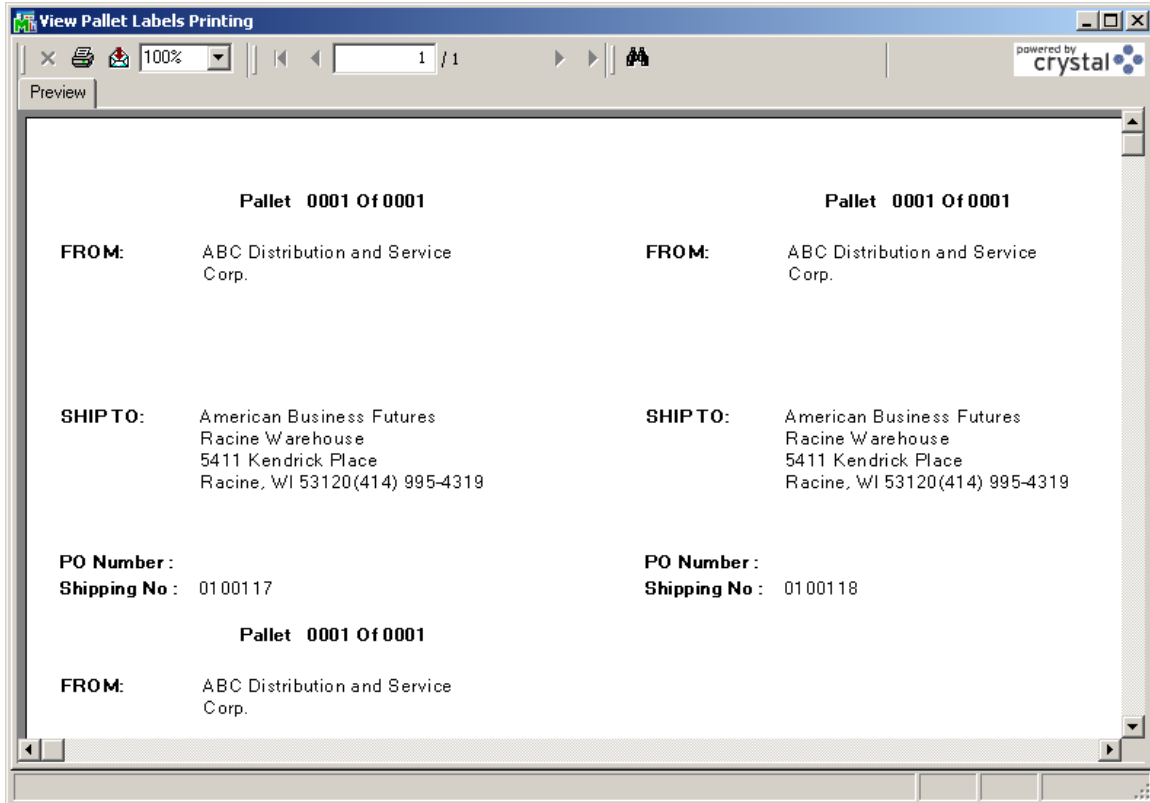 View Pallet Labels Printing
100%
1 / 1
powered by
crystal
Preview
Pallet 0001 Of 0001
FROM: ABC Distribution and Service
Corp.
SHIP TO: American Business Futures
Racine Warehouse
5411 Kendrick Place
Racine, WI 53120(414) 995-4319
PO Number :
Shipping No : 0100117
Pallet 0001 Of 0001
FROM: ABC Distribution and Service
Corp.
SHIP TO: American Business Futures
Racine Warehouse
5411 Kendrick Place
Racine, WI 53120(414) 995-4319
PO Number :
Shipping No : 0100118
Pallet 0001 Of 0001
FROM: ABC Distribution and Service
Corp.